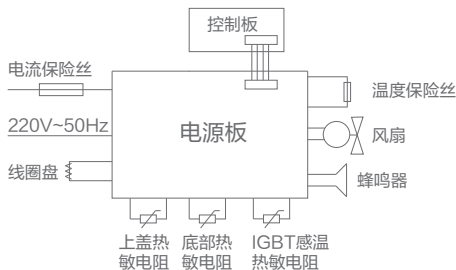 控制板
电流保险丝
温度保险丝
220V~50Hz
电源板
风扇
线圈盘
蜂鸣器
上盖热
敏电阻
底部热
敏电阻
IGBT感温
热敏电阻